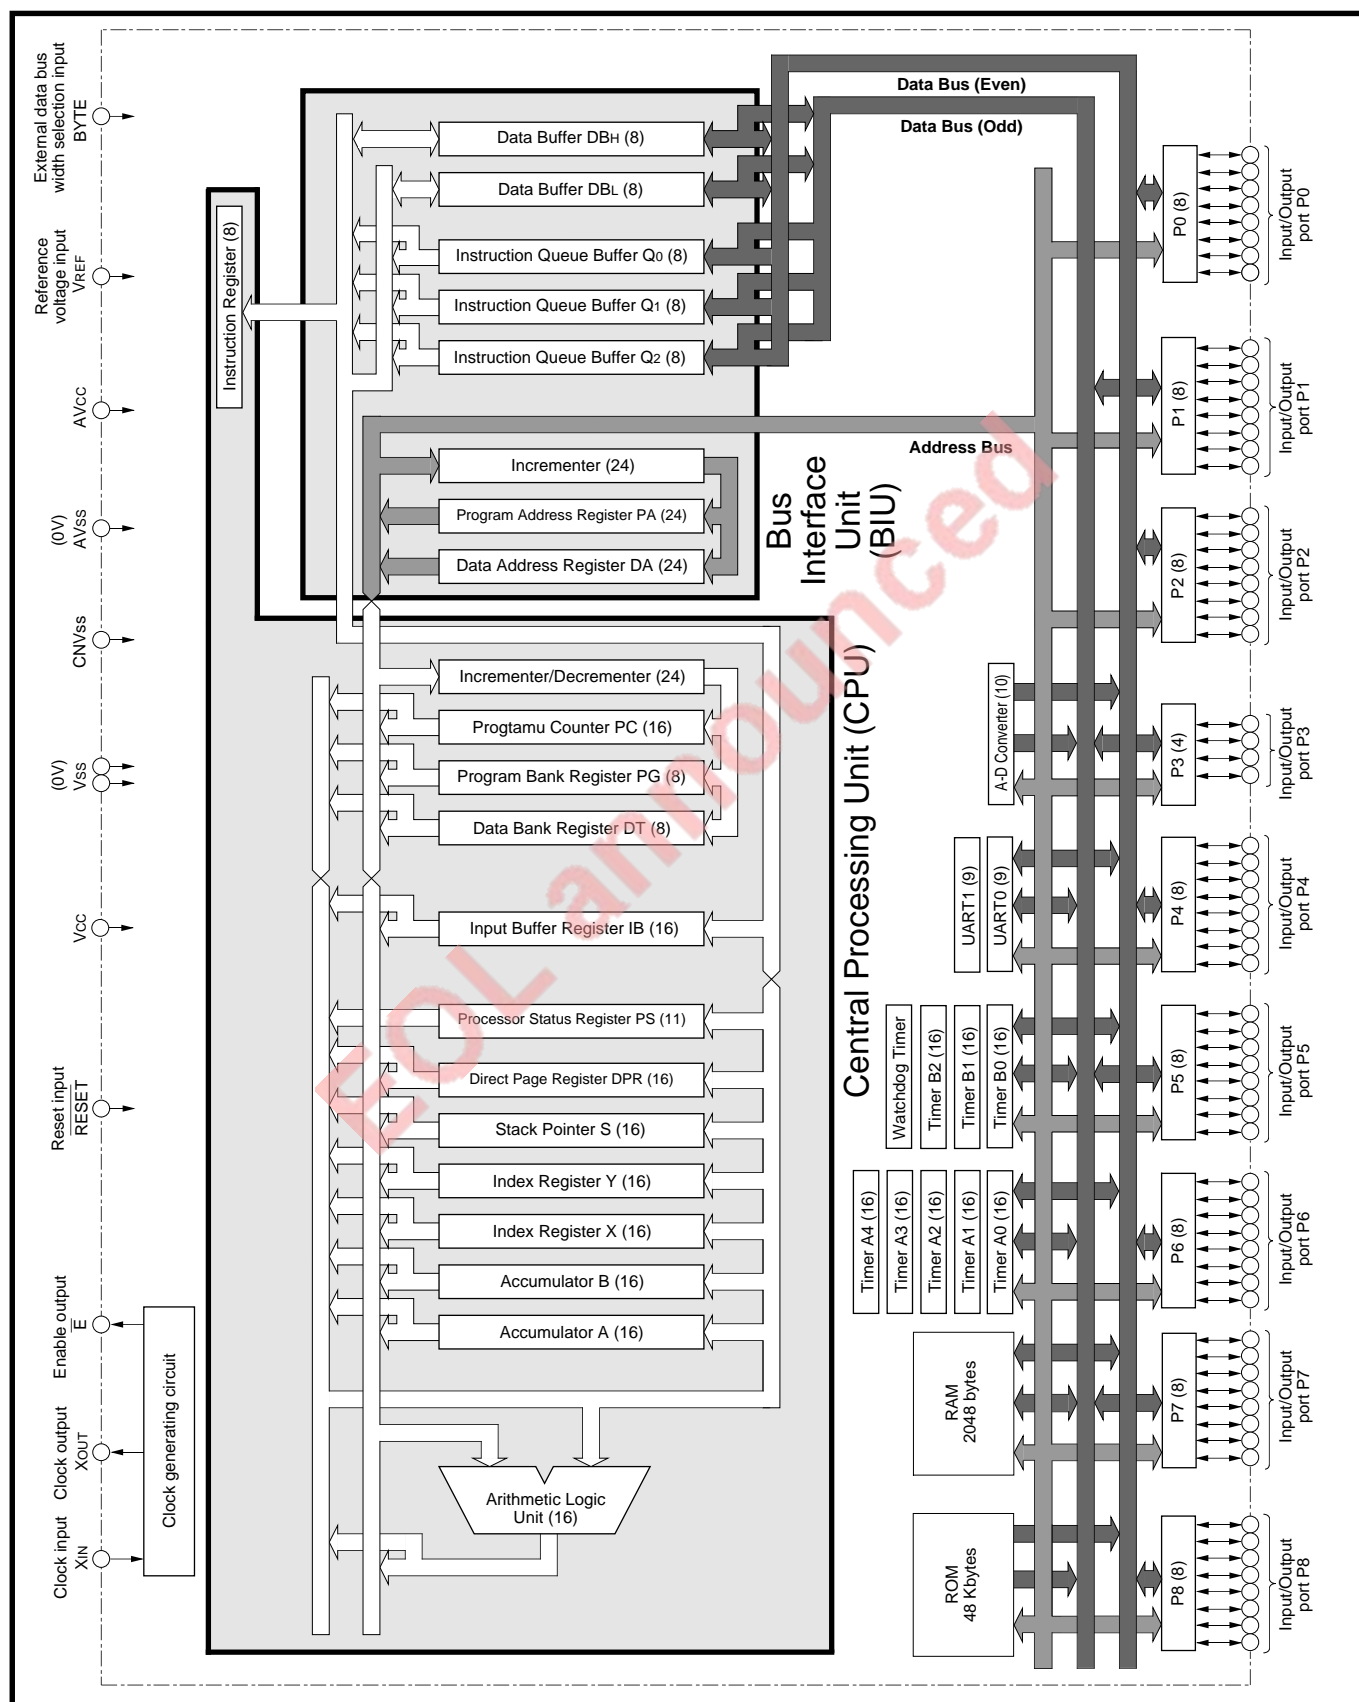 External data bus
width selection input
BYTE
Reference
voltage input
VREF
AVCC
(0V)
AVSS
CNVSS
(0V)
VSS
VCC
Reset input
RESET
Enable output
E
Clock output
XOUT
Clock input
XIN
Clock generating circuit
Instruction Register (8)
Data Buffer DBH (8)
Data Buffer DBL (8)
Instruction Queue Buffer Q0 (8)
Instruction Queue Buffer Q1 (8)
Instruction Queue Buffer Q2 (8)
Incrementer (24)
Program Address Register PA (24)
Data Address Register DA (24)
Bus
Interface
Unit
(BIU)
Incrementer/Decrementer (24)
Progtamu Counter PC (16)
Program Bank Register PG (8)
Data Bank Register DT (8)
Input Buffer Register IB (16)
Processor Status Register PS (11)
Direct Page Register DPR (16)
Stack Pointer S (16)
Index Register Y (16)
Index Register X (16)
Accumulator B (16)
Accumulator A (16)
Arithmetic Logic
Unit (16)
Central Processing Unit (CPU)
Data Bus (Even)
Data Bus (Odd)
Address Bus
A-D Converter (10)
UART1 (9)
UART0 (9)
Watchdog Timer
Timer B2 (16)
Timer B1 (16)
Timer B0 (16)
Timer A4 (16)
Timer A3 (16)
Timer A2 (16)
Timer A1 (16)
Timer A0 (16)
RAM
2048 bytes
ROM
48 Kbytes
P0 (8)
Input/Output
port P0
P1 (8)
Input/Output
port P1
P2 (8)
Input/Output
port P2
P3 (4)
Input/Output
port P3
P4 (8)
Input/Output
port P4
P5 (8)
Input/Output
port P5
P6 (8)
Input/Output
port P6
P7 (8)
Input/Output
port P7
P8 (8)
Input/Output
port P8
EOL announced